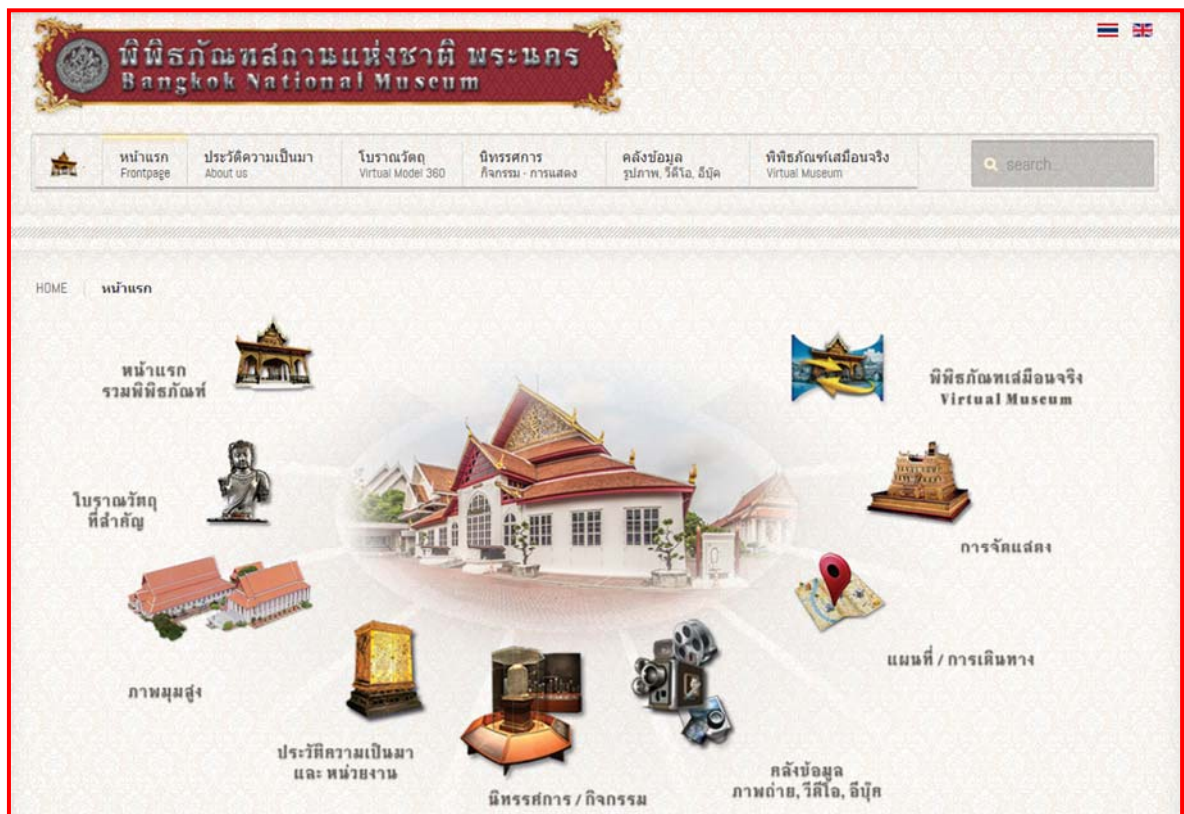 พิพิธภัณฑสถานแห่งชาติ พระนคร
Bangkok National Museum
หน้าแรก
Frontpage
ประวัติความเป็นมา
About us
โบราณวัตถุ
Virtual Model 360
นิทรรศการ
กิจกรรม - การแสดง
คลังข้อมูล
รูปภาพ, วีดีโอ, อีบุ๊ค
พิพิธภัณฑ์เสมือนจริง
Virtual Museum
search...
HOME | หน้าแรก
หน้าแรก
รวมพิพิธภัณฑ์
พิพิธภัณฑเสมือนจริง
Virtual Museum
โบราณวัตถุ
ที่สำคัญ
การจัดแสดง
ภาพมุมสูง
แผนที่ / การเดินทาง
ประวัติความเป็นมา
และ หน่วยงาน
นิทรรศการ / กิจกรรม
คลังข้อมูล
ภาพถ่าย, วีดีโอ, อีบุ๊ค